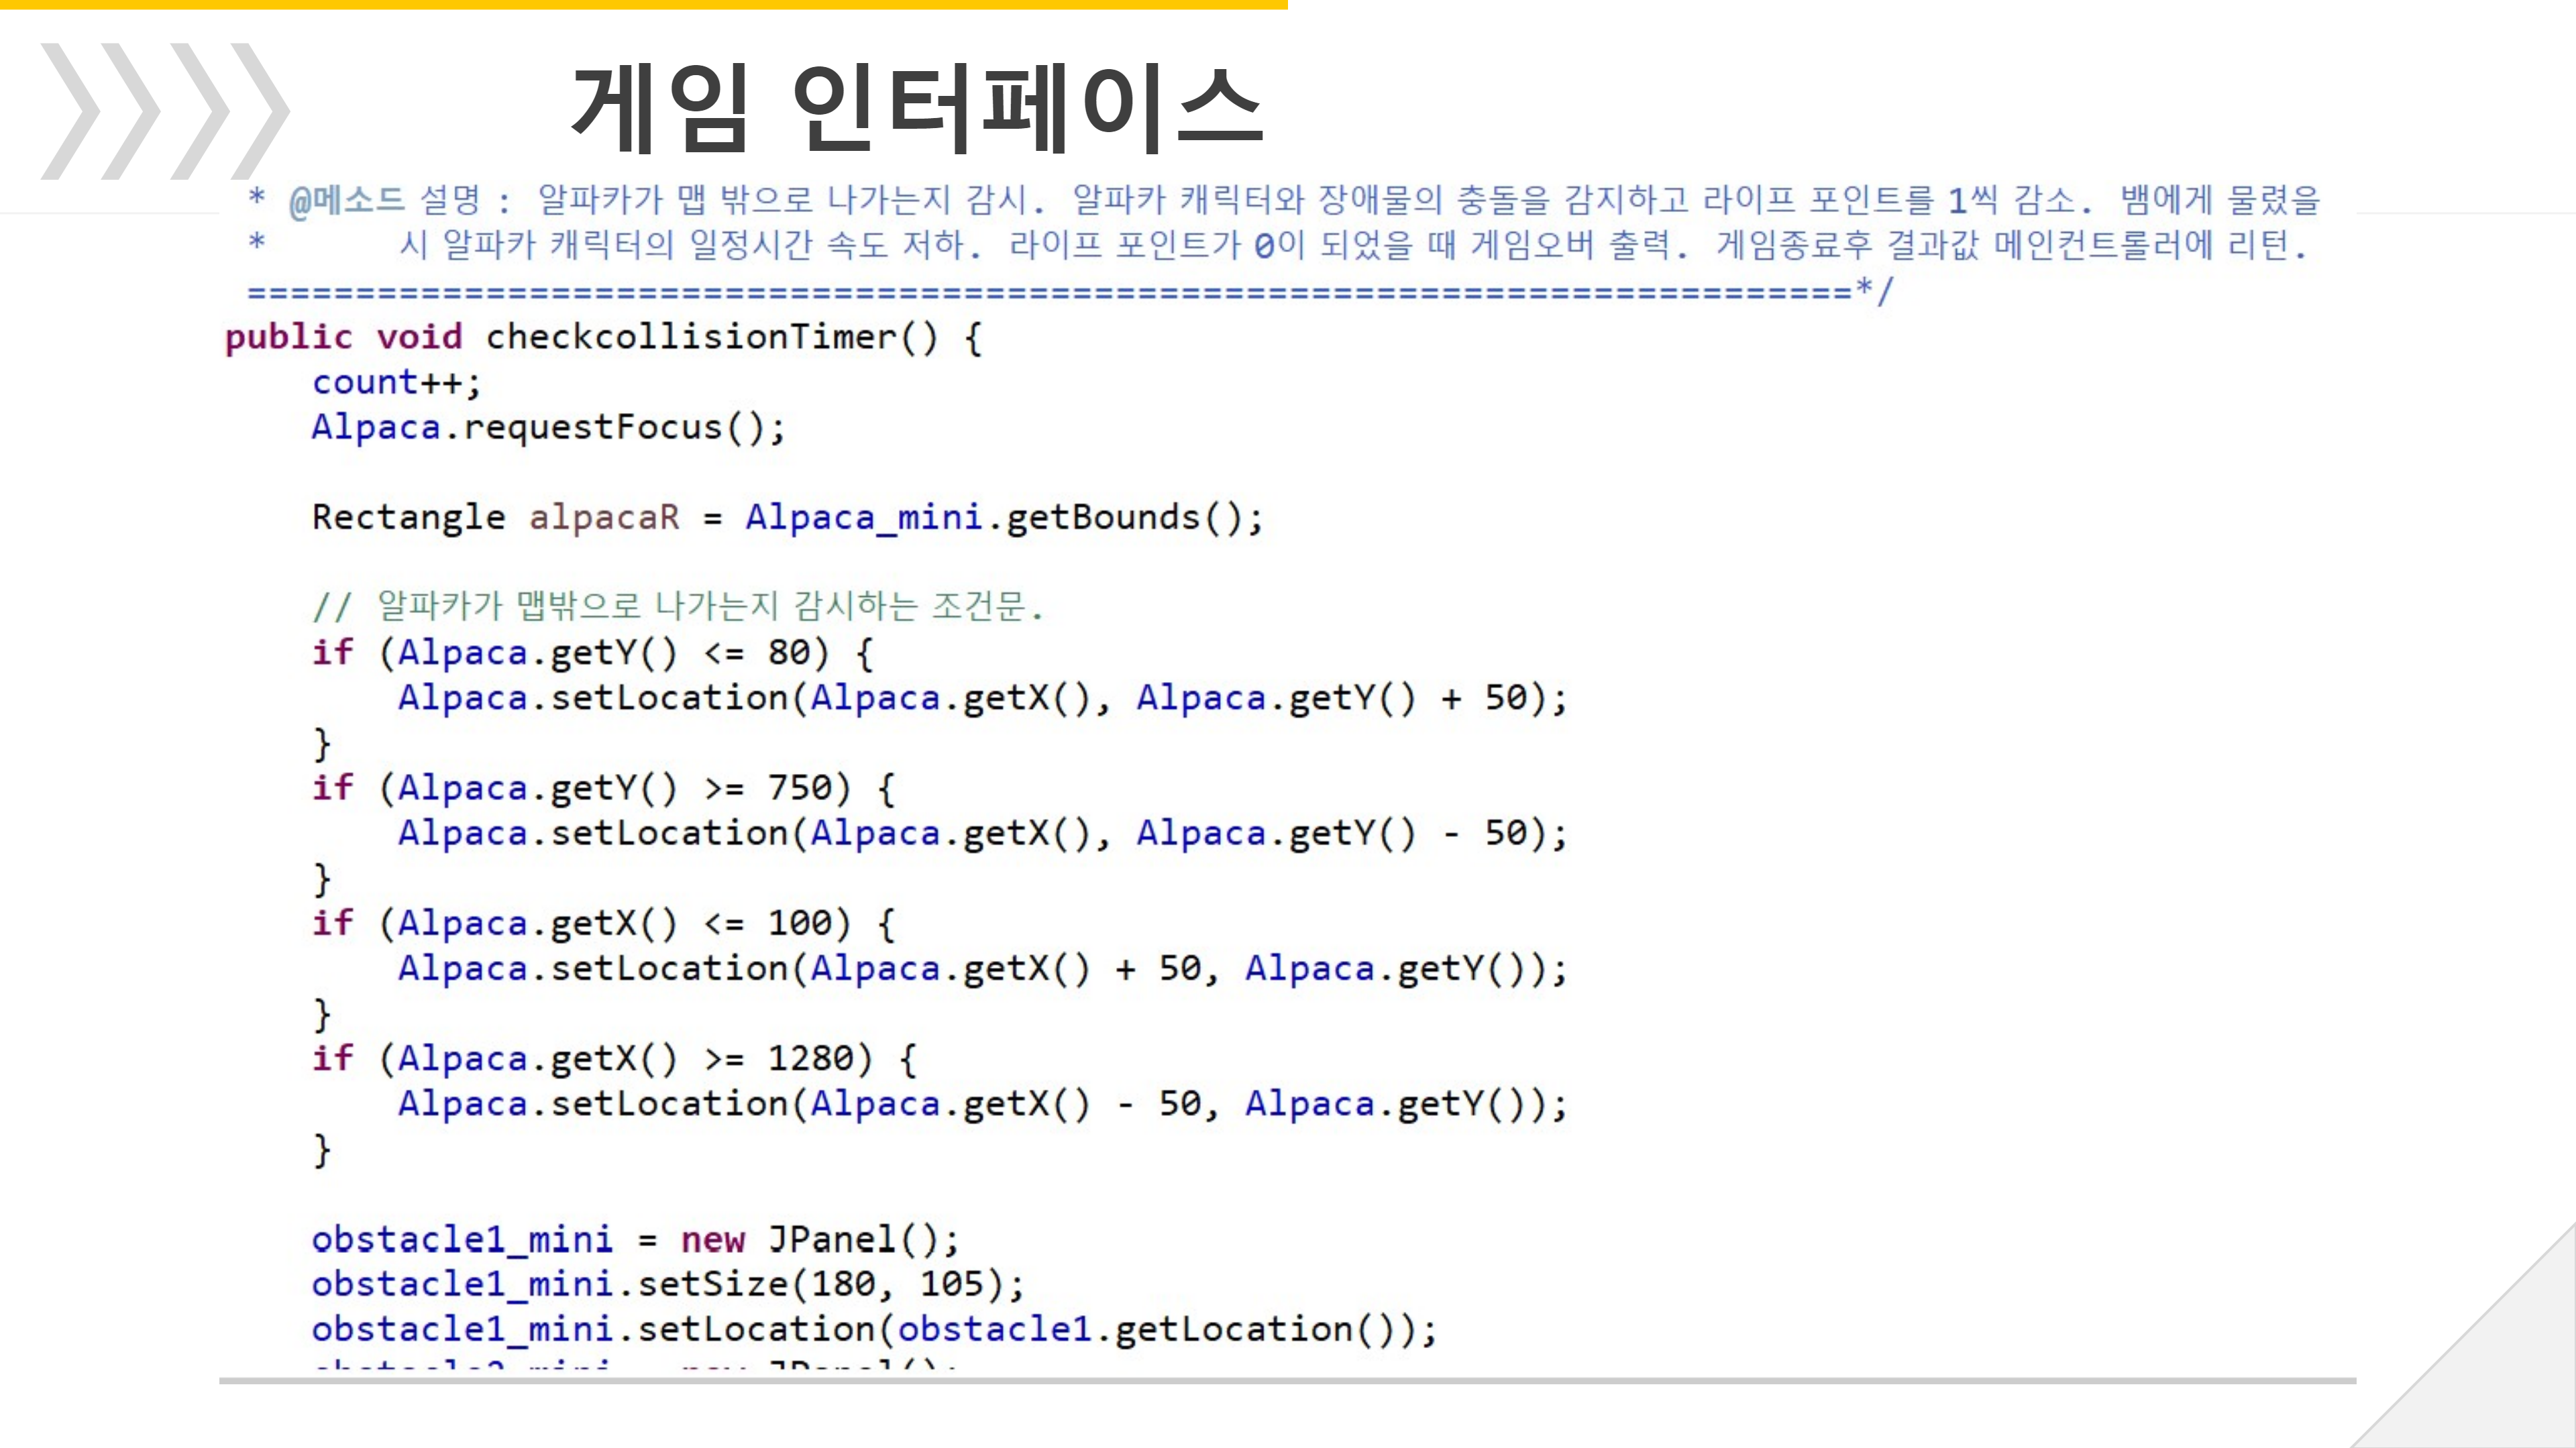 게임 인터페이스
* @메소드 설명 : 알파카가 맵 밖으로 나가는지 감시. 알파카 캐릭터와 장애물의 충돌을 감지하고 라이프 포인트를 1씩 감소. 뱀에게 물렸을
* 시 알파카 캐릭터의 일정시간 속도 저하. 라이프 포인트가 0이 되었을 때 게임오버 출력. 게임종료후 결과값 메인컨트롤러에 리턴.
==========================================================================*/
public void checkcollisionTimer() {
count++;
Alpaca.requestFocus();
Rectangle alpacaR = Alpaca_mini.getBounds();
// 알파카가 맵밖으로 나가는지 감시하는 조건문.
if (Alpaca.getY() <= 80) {
Alpaca.setLocation(Alpaca.getX(), Alpaca.getY() + 50);
}
if (Alpaca.getY() >= 750) {
Alpaca.setLocation(Alpaca.getX(), Alpaca.getY() - 50);
}
if (Alpaca.getX() <= 100) {
Alpaca.setLocation(Alpaca.getX() + 50, Alpaca.getY());
}
if (Alpaca.getX() >= 1280) {
Alpaca.setLocation(Alpaca.getX() - 50, Alpaca.getY());
}
obstacle1_mini = new JPanel();
obstacle1_mini.setSize(180, 105);
obstacle1_mini.setLocation(obstacle1.getLocation());